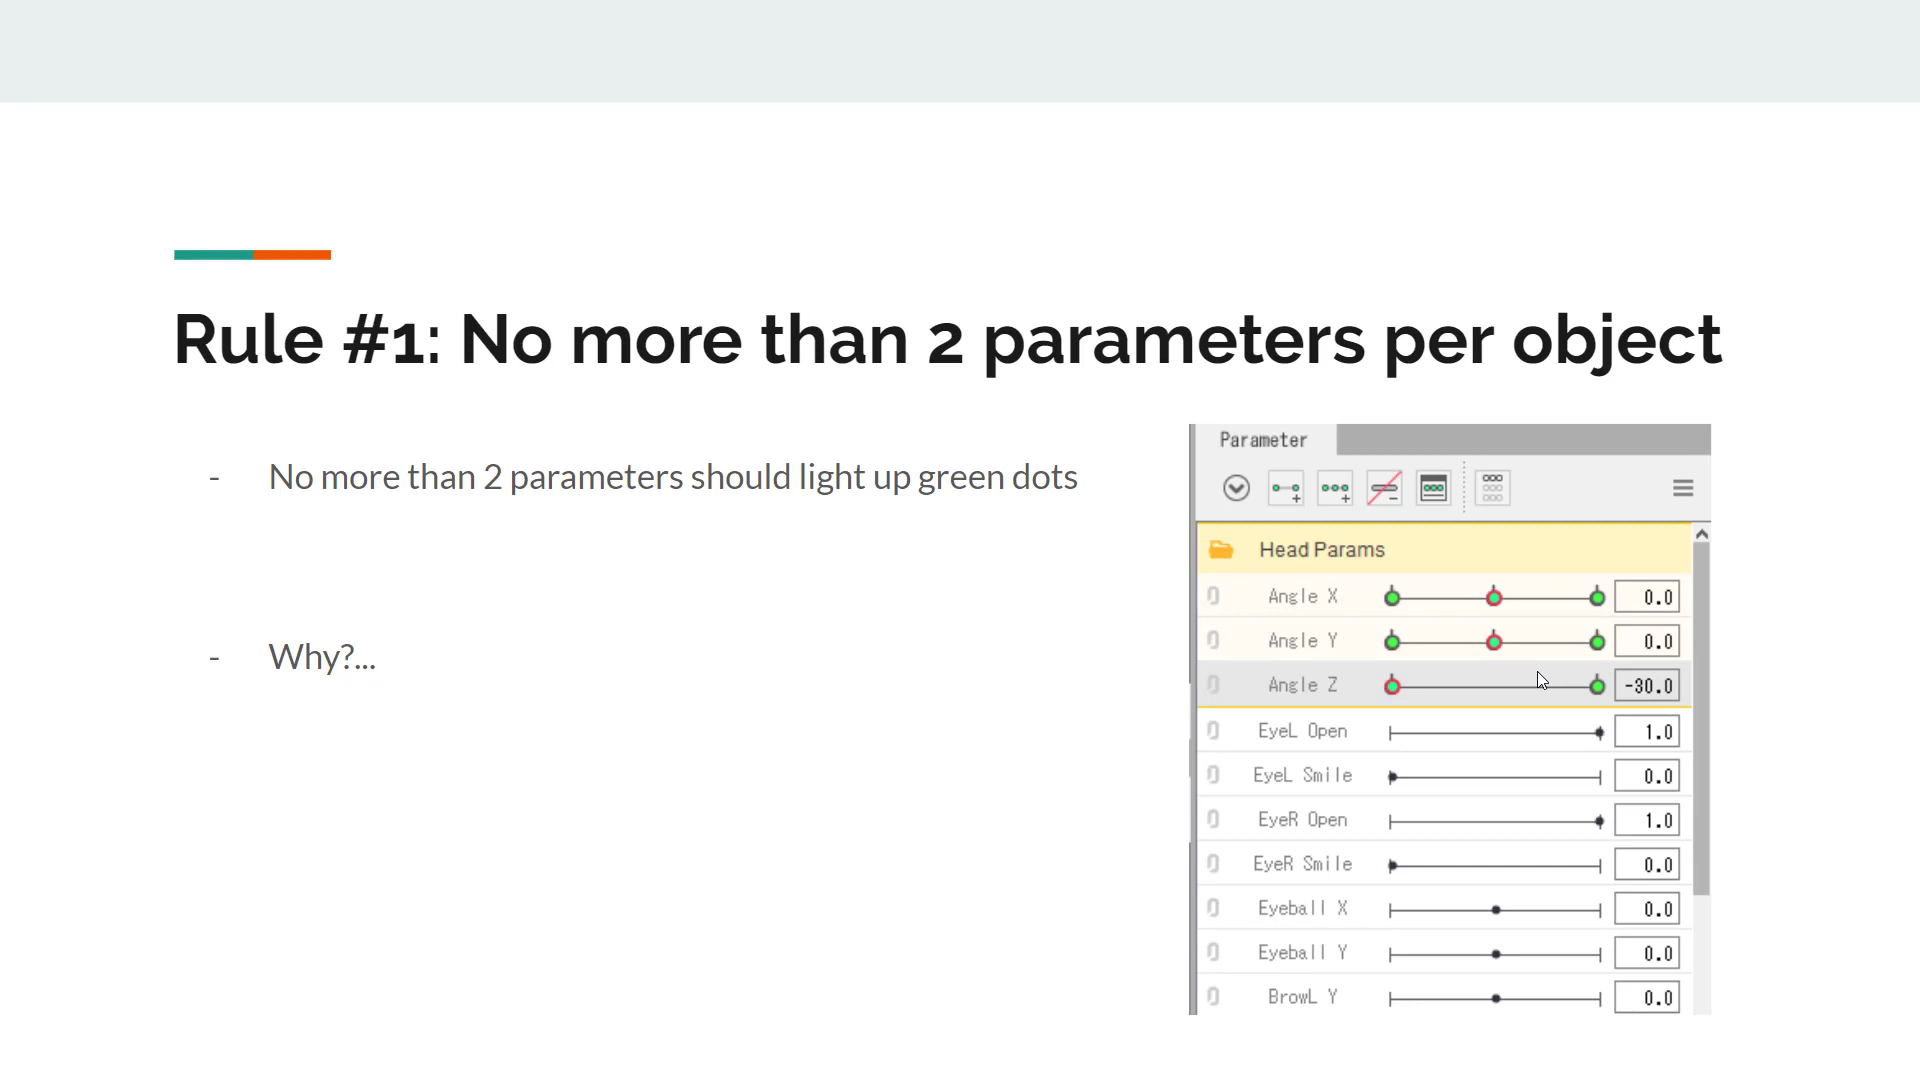 Rule #1: No more than 2 parameters per object
- No more than 2 parameters should light up green dots
- Why?...
Parameter
Head Params
Angle X 0.0
Angle Y 0.0
Angle Z -30.0
EyeL Open 1.0
EyeL Smile 0.0
EyeR Open 1.0
EyeR Smile 0.0
Eyeball X 0.0
Eyeball Y 0.0
BrowL Y 0.0